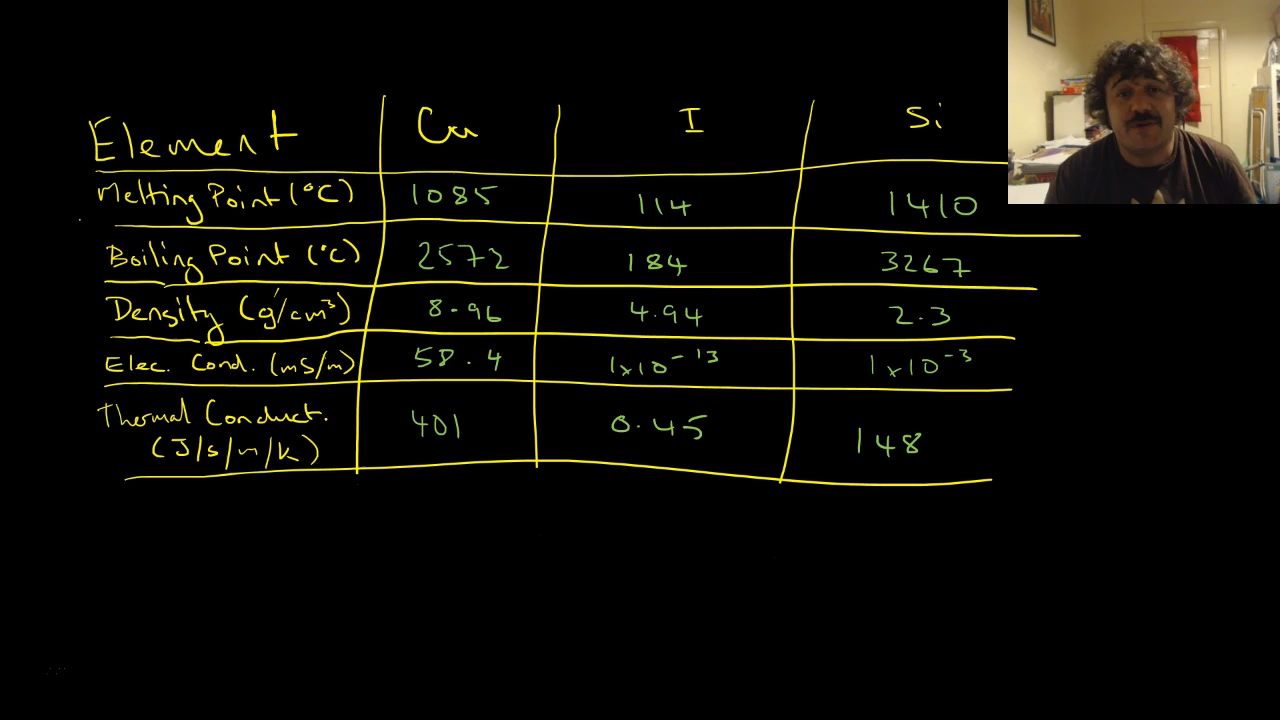 Element Cu I Si
Melting Point (°C) 1085 114 1410
Boiling Point (°C) 2572 184 3267
Density (g/cm³) 8.96 4.94 2.3
Elec. Cond. (mS/m) 58.4 1x10⁻¹³ 1x10⁻³
Thermal Conduct. 401 0.45 148
(J/s/m/k)